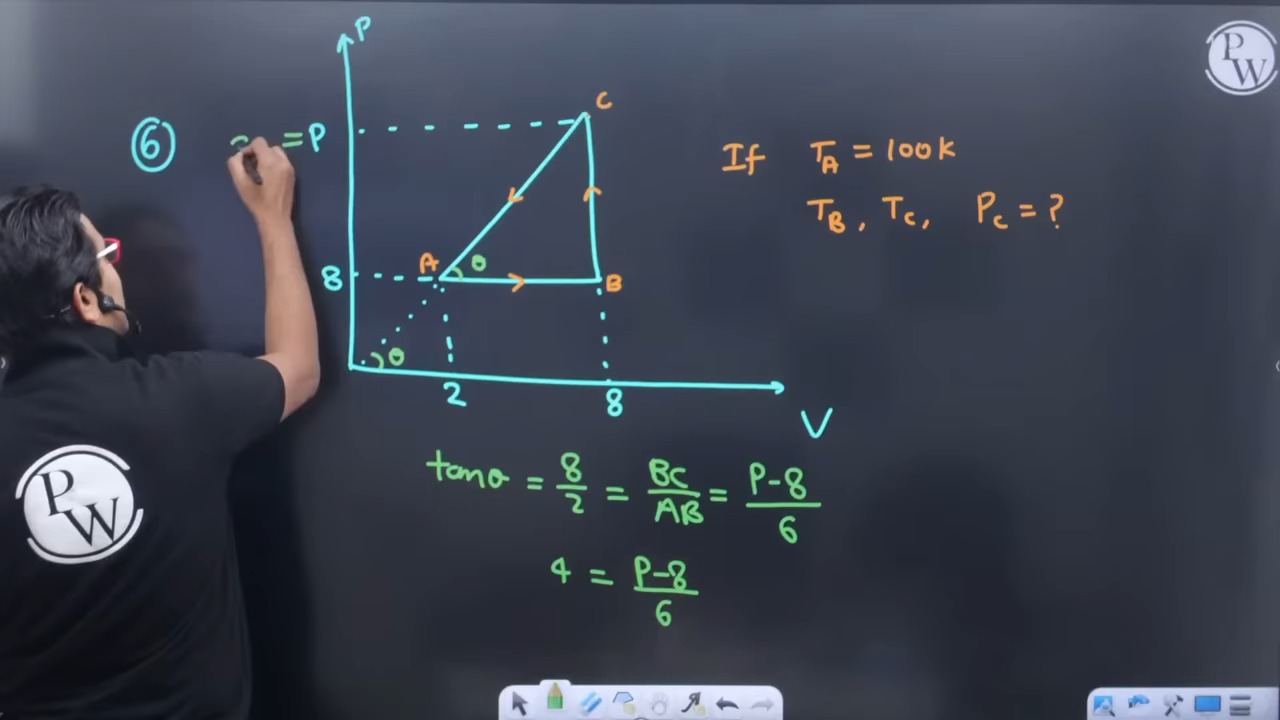 P
PW
C
⑥ = P
If T_A = 100k
T_B, T_C, P_C = ?
A θ
8
B
θ
2
8
V
tanθ = 8/2 = BC/AB = P-8/6
4 = P-8/6
PW